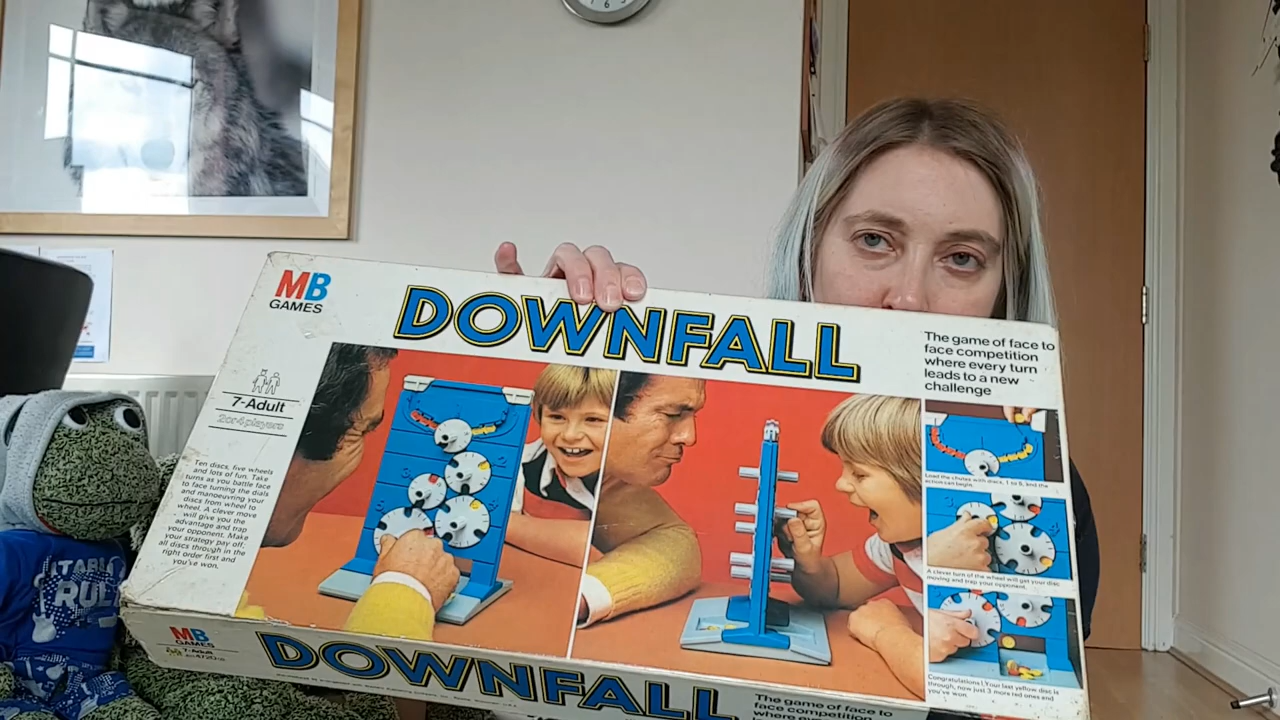 MB
GAMES
DOWNFALL
The game of face to
face competition
where every turn
leads to a new
challenge
7-Adult
2 or 4 players
Ten discs, five wheels
and lots of fun. Take
turns as you battle face
to face turning the dials
and manoeuvring your
discs from wheel to
wheel. A clever move
will give you the
advantage and trap
your opponent. Make
your strategy pay off,
all discs through in the
right order first and
you've won.
Load the chutes with discs, 1 to 5, and the
action can begin.
A clever turn of the wheel will get your disc
moving and trap your opponent.
Congratulations! Your last yellow disc is
through, now just 3 more red ones and
you've won.
MB
GAMES
7-Adult
DOWNFALL
The game of face to
face competition
RUL
6